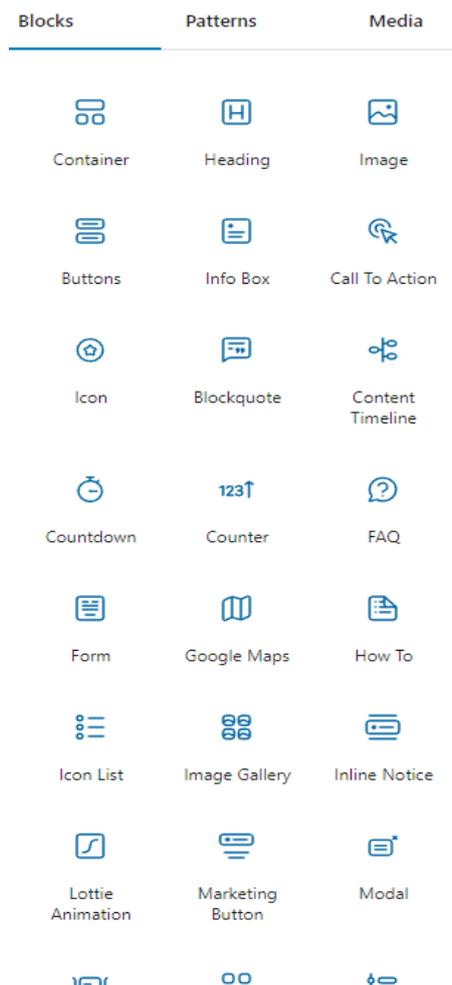 Blocks Patterns Media
Container Heading Image
Buttons Info Box Call To Action
Icon Blockquote Content
Timeline
Countdown 123↑ Counter FAQ
Form Google Maps How To
Icon List Image Gallery Inline Notice
Lottie Marketing Modal
Animation Button